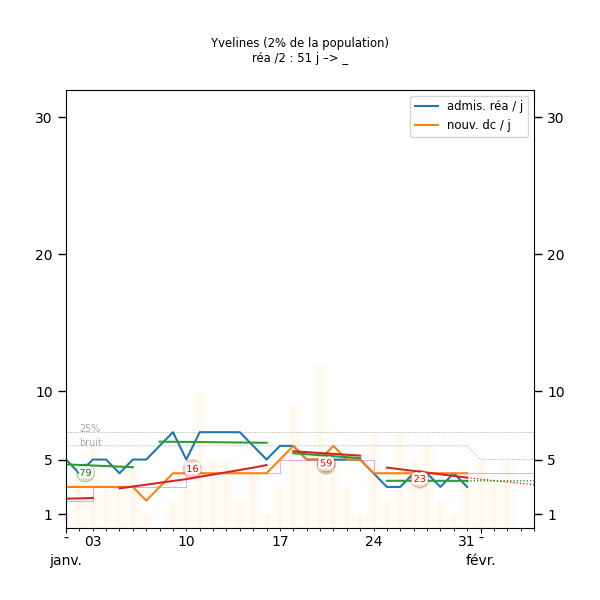 Yvelines (2% de la population)
réa /2 : 51 j –> _
admis. réa / j
nouv. dc / j
30 30
20 20
10 10
25%
bruit
5 5
79
16
59
23
1 1
03 10 17 24 31
janv. févr.